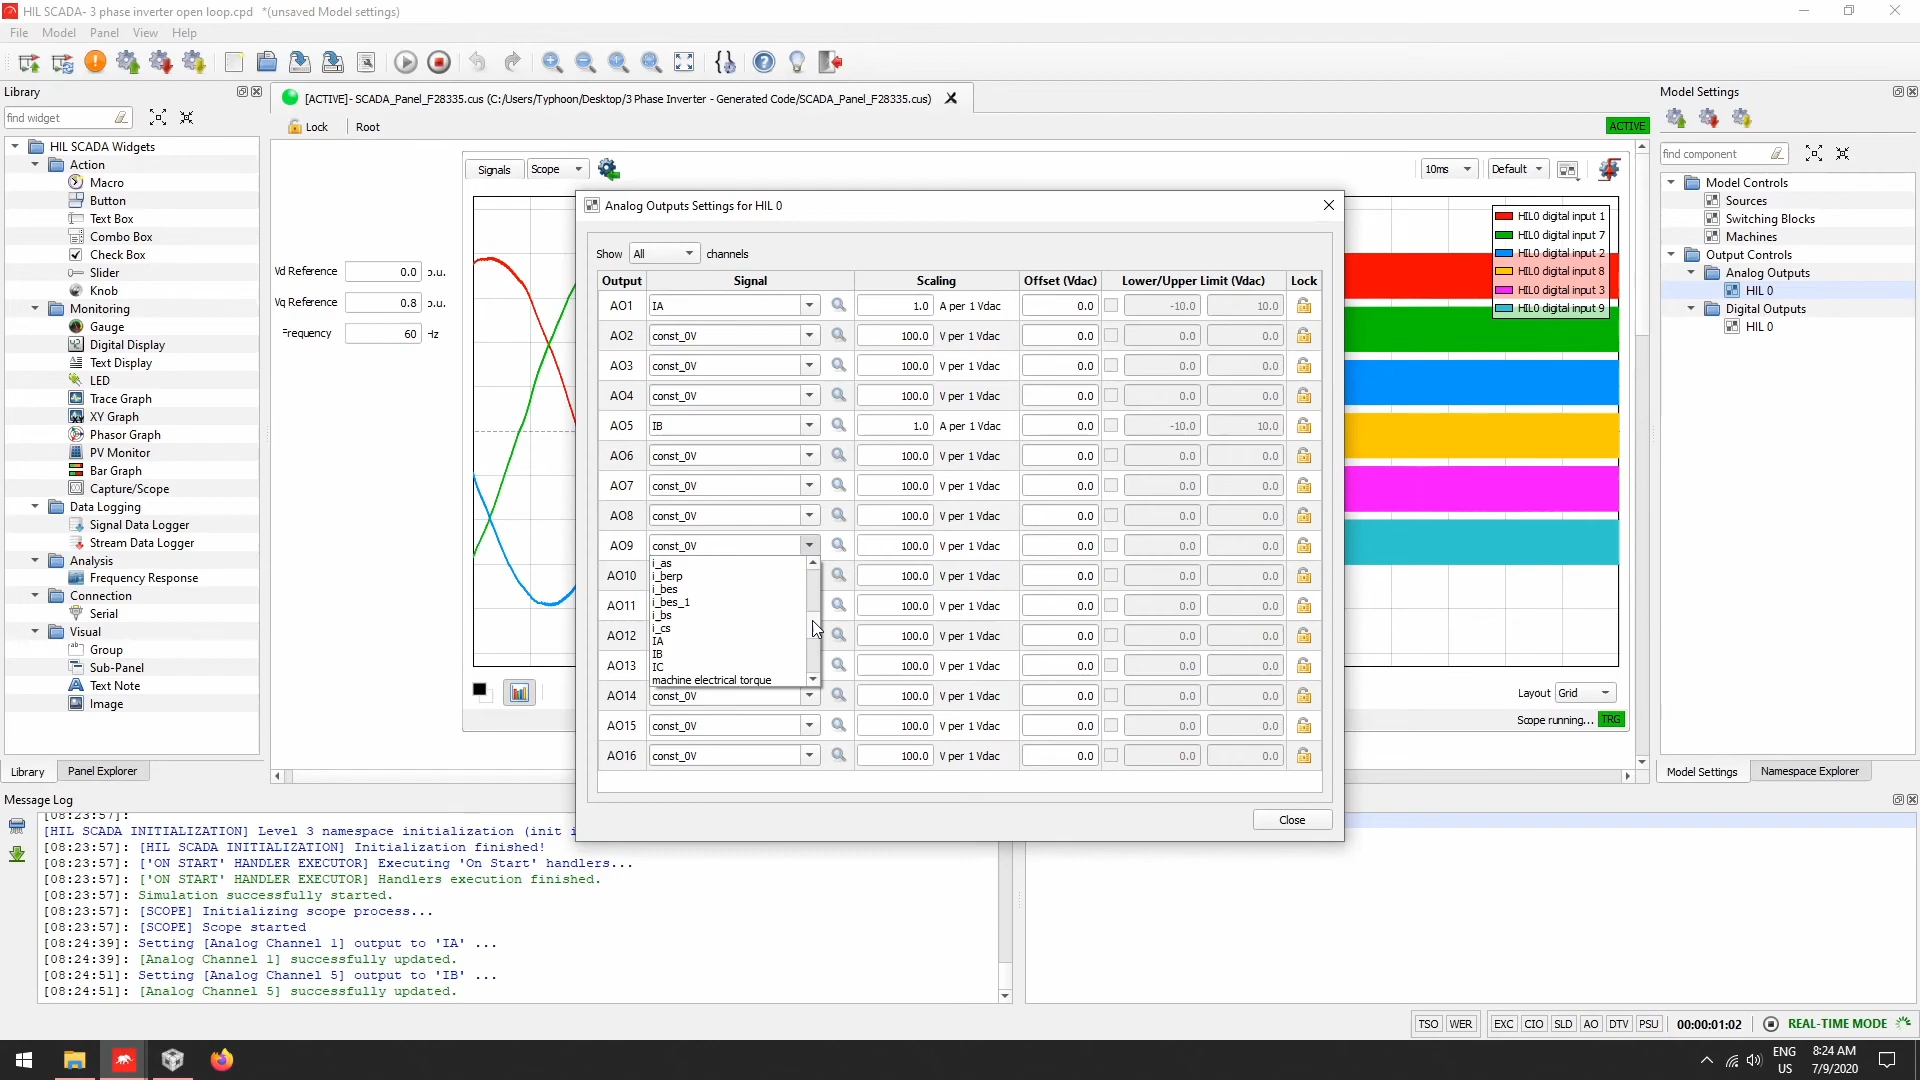 HIL SCADA- 3 phase inverter open loop.cpd   *(unsaved Model settings)
File Model Panel View Help
Library
find widget
HIL SCADA Widgets
Action
Macro
Button
Text Box
Combo Box
Check Box
Slider
Knob
Monitoring
Gauge
Digital Display
Text Display
LED
Trace Graph
XY Graph
Phasor Graph
PV Monitor
Bar Graph
Capture/Scope
Data Logging
Signal Data Logger
Stream Data Logger
Analysis
Frequency Response
Connection
Serial
Visual
Group
Sub-Panel
Text Note
Image
Library Panel Explorer
[ACTIVE]- SCADA_Panel_F28335.cus (C:/Users/Typhoon/Desktop/3 Phase Inverter - Generated Code/SCADA_Panel_F28335.cus)
Lock Root
ACTIVE
Signals Scope
10ms Default
Vd Reference 0.0 p.u.
Vq Reference 0.8 p.u.
Frequency 60 Hz
HIL0 digital input 1
HIL0 digital input 7
HIL0 digital input 2
HIL0 digital input 8
HIL0 digital input 3
HIL0 digital input 9
Layout Grid
Scope running... TRG
Analog Outputs Settings for HIL 0
Show All channels
Output Signal Scaling Offset (Vdac) Lower/Upper Limit (Vdac) Lock
AO1 IA 1.0 A per 1 Vdac 0.0 -10.0 10.0
AO2 const_0V 100.0 V per 1 Vdac 0.0 0.0 0.0
AO3 const_0V 100.0 V per 1 Vdac 0.0 0.0 0.0
AO4 const_0V 100.0 V per 1 Vdac 0.0 0.0 0.0
AO5 IB 1.0 A per 1 Vdac 0.0 -10.0 10.0
AO6 const_0V 100.0 V per 1 Vdac 0.0 0.0 0.0
AO7 const_0V 100.0 V per 1 Vdac 0.0 0.0 0.0
AO8 const_0V 100.0 V per 1 Vdac 0.0 0.0 0.0
AO9 const_0V 100.0 V per 1 Vdac 0.0 0.0 0.0
AO10 100.0 V per 1 Vdac 0.0 0.0 0.0
AO11 100.0 V per 1 Vdac 0.0 0.0 0.0
AO12 100.0 V per 1 Vdac 0.0 0.0 0.0
AO13 100.0 V per 1 Vdac 0.0 0.0 0.0
AO14 const_0V 100.0 V per 1 Vdac 0.0 0.0 0.0
AO15 const_0V 100.0 V per 1 Vdac 0.0 0.0 0.0
AO16 const_0V 100.0 V per 1 Vdac 0.0 0.0 0.0
i_as
i_berp
i_bes
i_bes_1
i_bs
i_cs
IA
IB
IC
machine electrical torque
Close
Model Settings
find component
Model Controls
Sources
Switching Blocks
Machines
Output Controls
Analog Outputs
HIL 0
Digital Outputs
HIL 0
Model Settings Namespace Explorer
Message Log
[08:23:57]:
[HIL SCADA INITIALIZATION] Level 3 namespace initialization (init
[08:23:57]: [HIL SCADA INITIALIZATION] Initialization finished!
[08:23:57]: ['ON START' HANDLER EXECUTOR] Executing 'On Start' handlers...
[08:23:57]: ['ON START' HANDLER EXECUTOR] Handlers execution finished.
[08:23:57]: Simulation successfully started.
[08:23:57]: [SCOPE] Initializing scope process...
[08:23:57]: [SCOPE] Scope started
[08:24:39]: Setting [Analog Channel 1] output to 'IA' ...
[08:24:39]: [Analog Channel 1] successfully updated.
[08:24:51]: Setting [Analog Channel 5] output to 'IB' ...
[08:24:51]: [Analog Channel 5] successfully updated.
TSO WER EXC CIO SLD AO DTV PSU 00:00:01:02 REAL-TIME MODE
ENG
US
8:24 AM
7/9/2020